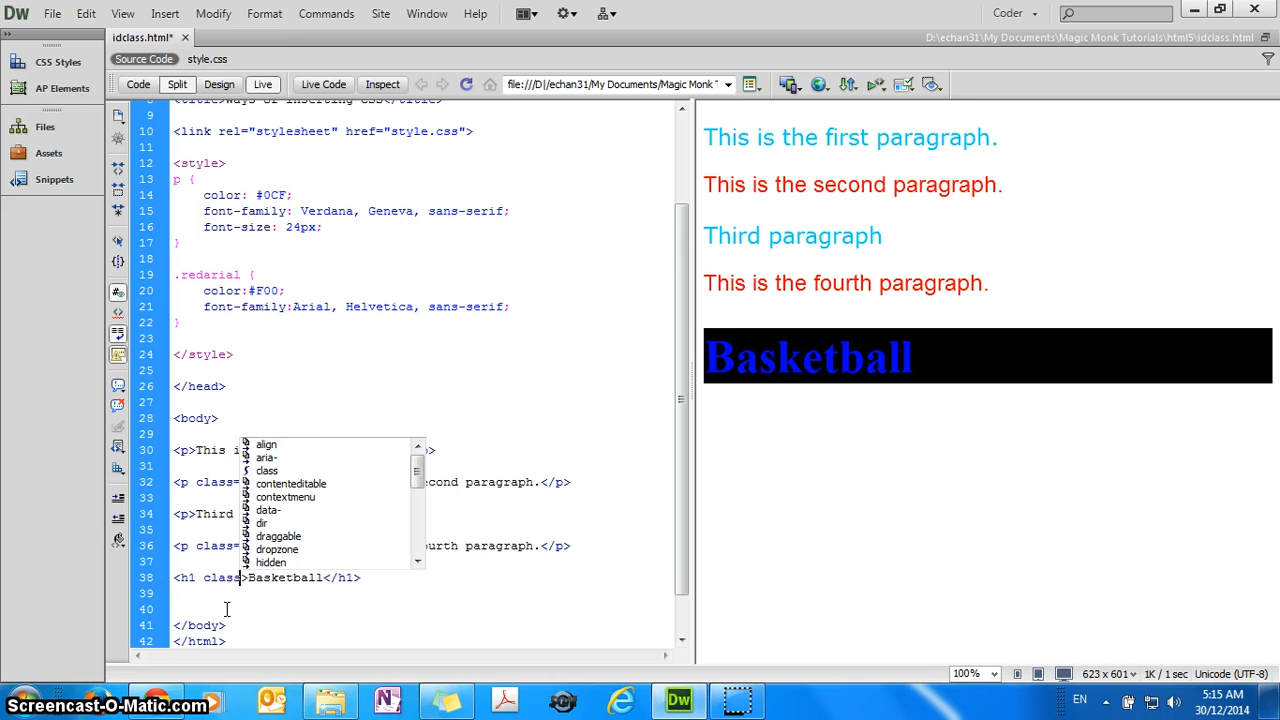 Dw File Edit View Insert Modify Format Commands Site Window Help Coder
idclass.html* D:\echan31\My Documents\Magic Monk Tutorials\html5\idclass.html
Source Code style.css
CSS Styles
AP Elements
Files
Assets
Snippets
Code Split Design Live Live Code Inspect file:///D|/echan31/My Documents/Magic Monk T
9
10 <link rel="stylesheet" href="style.css">
11
12 <style>
13 p {
14 color: #0CF;
15 font-family: Verdana, Geneva, sans-serif;
16 font-size: 24px;
17 }
18
19 .redarial {
20 color:#F00;
21 font-family:Arial, Helvetica, sans-serif;
22 }
23
24 </style>
25
26 </head>
27
28 <body>
29
30 <p>This i >
31
32 <p class= cond paragraph.</p>
33
34 <p>Third
35
36 <p class= ourth paragraph.</p>
37
38 <h1 class>Basketball</h1>
39
40
41 </body>
42 </html>
align
aria-
class
contenteditable
contextmenu
data-
dir
draggable
dropzone
hidden
This is the first paragraph.
This is the second paragraph.
Third paragraph
This is the fourth paragraph.
Basketball
100% 623 x 601 1K / 1 sec Unicode (UTF-8)
Screencast-O-Matic.com
Dw
EN
5:15 AM
30/12/2014